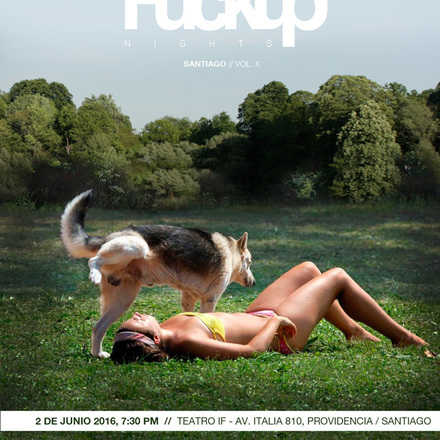 Fuckup
NIGHTS
SANTIAGO // VOL. X
2 DE JUNIO 2016, 7:30 PM // TEATRO IF - AV. ITALIA 810, PROVIDENCIA / SANTIAGO